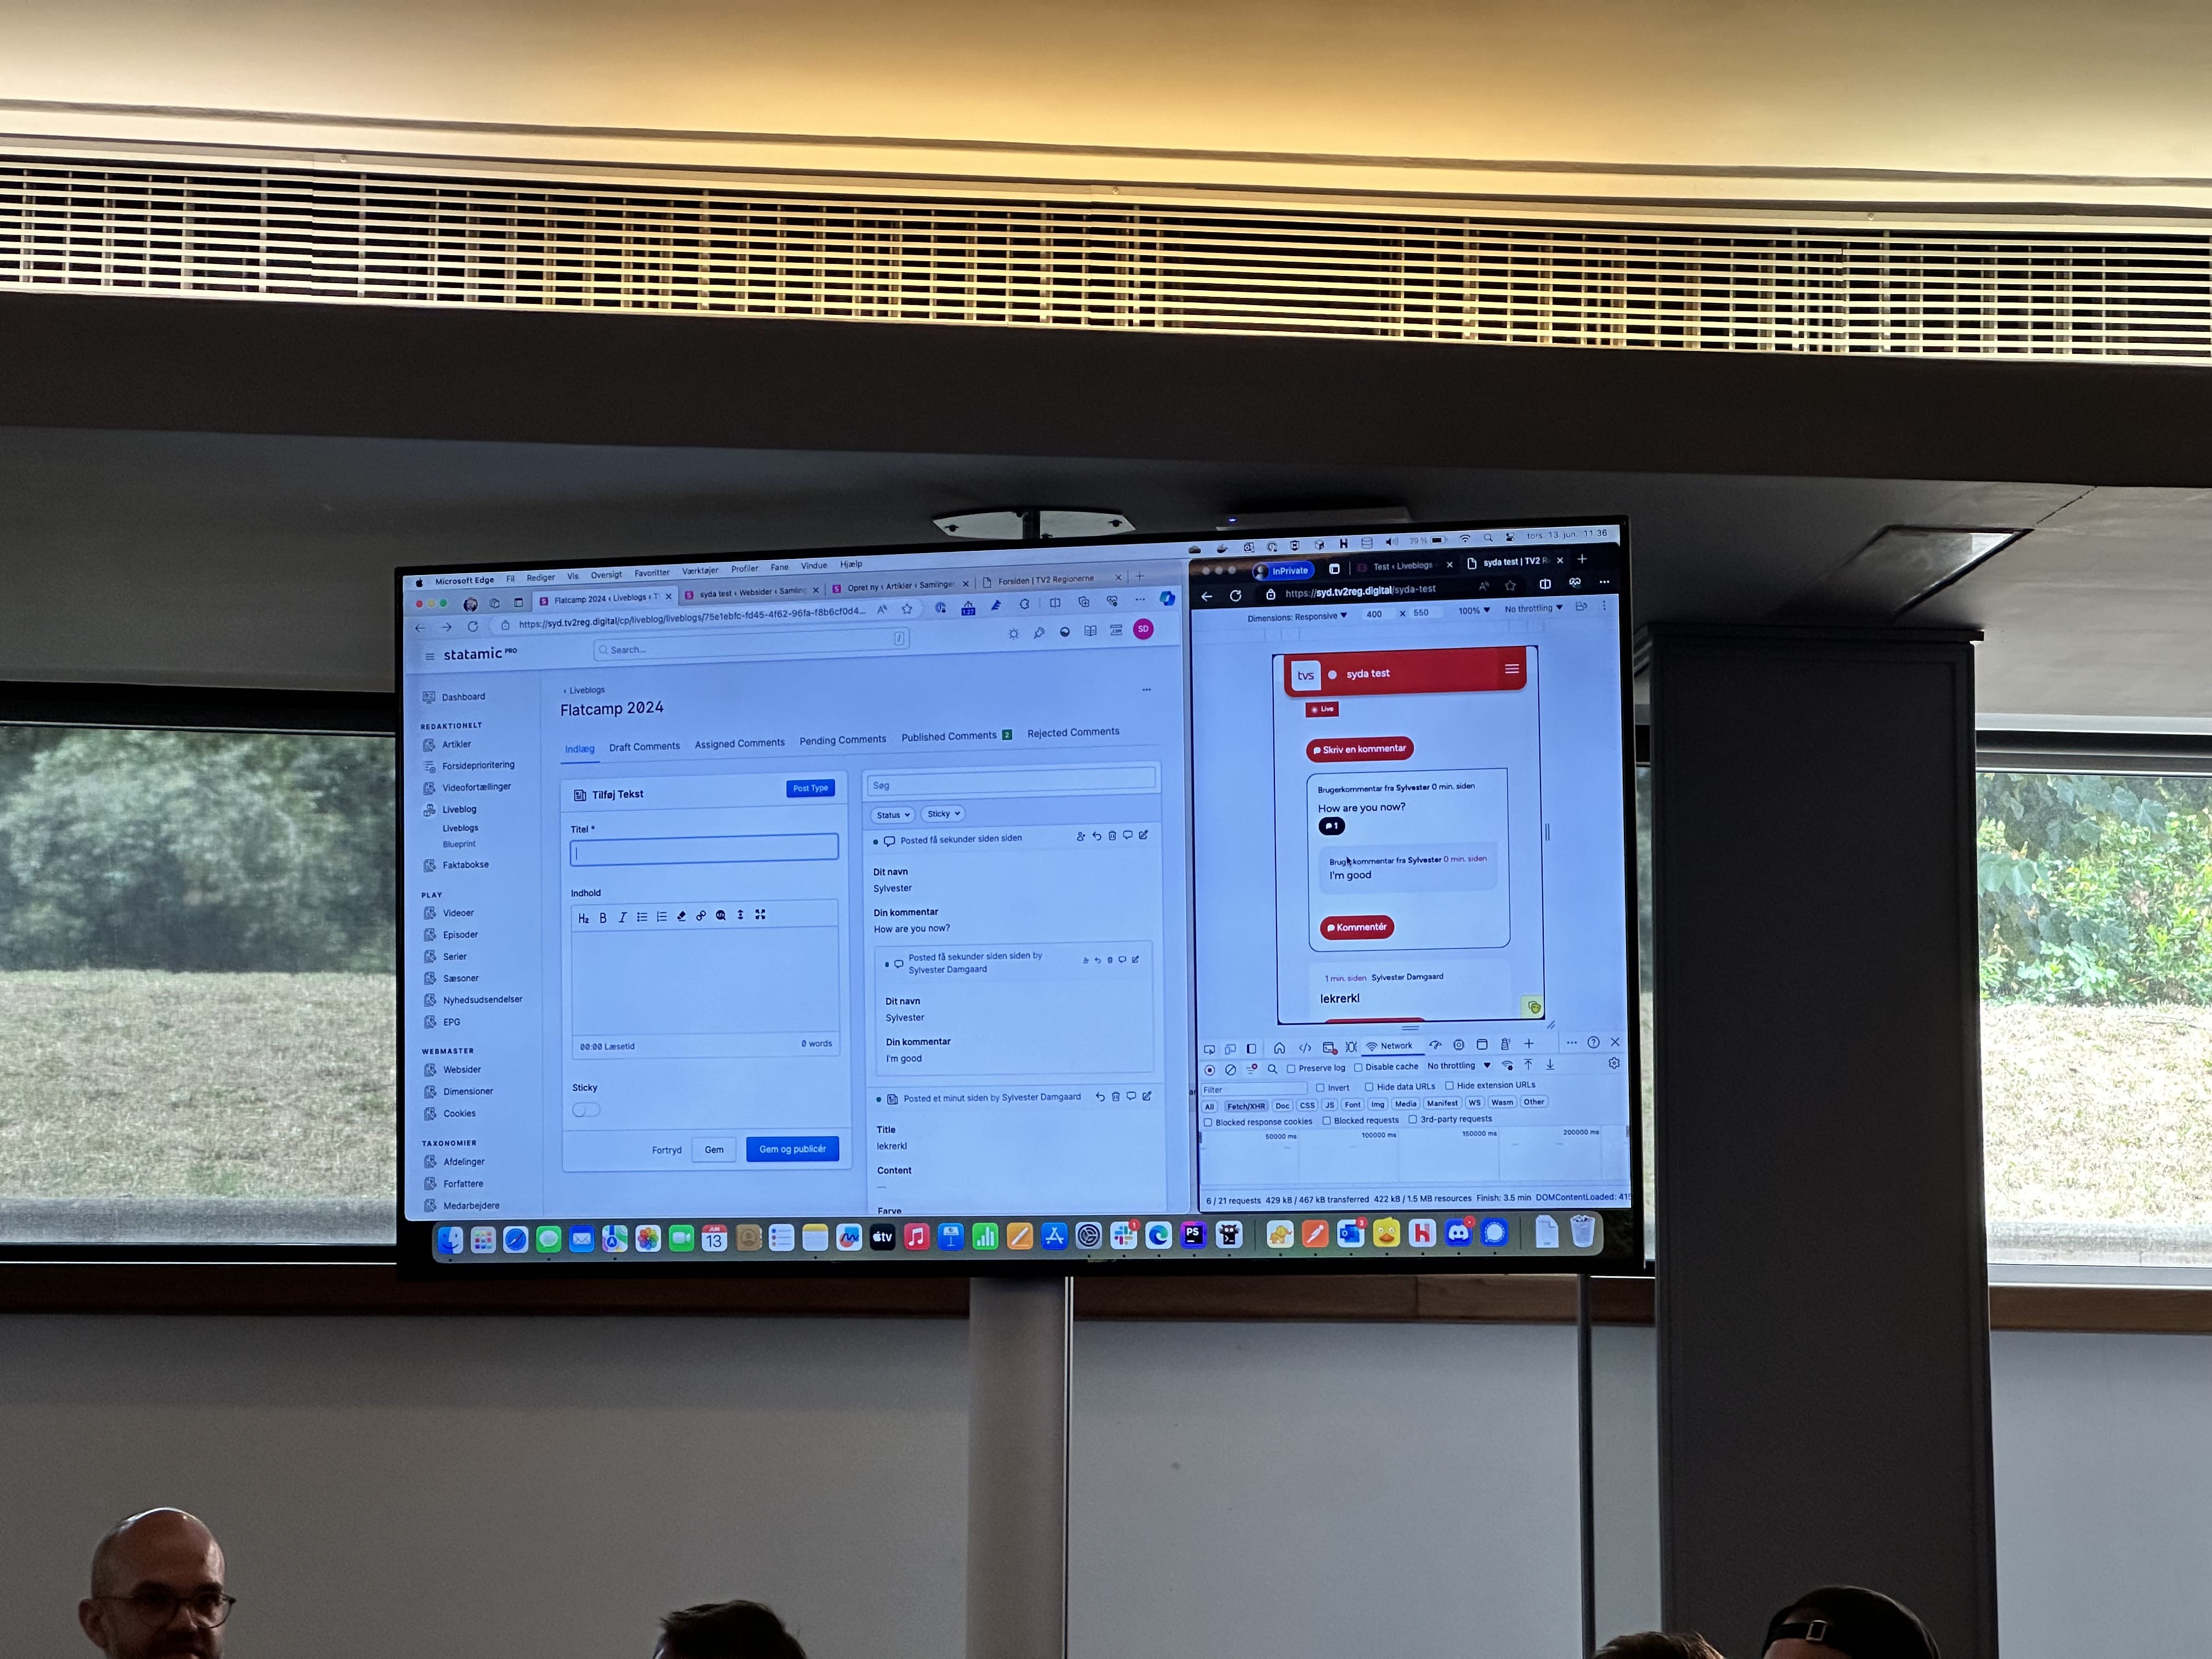 Microsoft Edge Fil Rediger Vis Oversigt Favoritter Værktøjer Profiler Fane Vindue Hjælp
79 % tors. 13. jun. 11.36
Flatcamp 2024 ‹ Liveblogs ‹ T
syda test ‹ Websider ‹ Samlin
Opret ny ‹ Artikler ‹ Samlinger
Forsiden | TV2 Regionerne
https://syd.tv2reg.digital/cp/liveblog/liveblogs/75e1ebfc-fd45-4f62-96fa-f8b6cf0d4...
statamic PRO
Search...
/
SD
Dashboard
REDAKTIONELT
Artikler
Forsideprioritering
Videofortællinger
Liveblog
Liveblogs
Blueprint
Faktabokse
PLAY
Videoer
Episoder
Serier
Sæsoner
Nyhedsudsendelser
EPG
WEBMASTER
Websider
Dimensioner
Cookies
TAXONOMIER
Afdelinger
Forfattere
Medarbejdere
‹ Liveblogs
Flatcamp 2024
Indlæg Draft Comments Assigned Comments Pending Comments Published Comments 2 Rejected Comments
Tilføj Tekst
Post Type
Titel *
Indhold
H2 B I
00:00 Læsetid 0 words
Sticky
Fortryd Gem Gem og publicér
Søg
Status Sticky
Posted få sekunder siden siden
Dit navn
Sylvester
Din kommentar
How are you now?
Posted få sekunder siden siden by
Sylvester Damgaard
Dit navn
Sylvester
Din kommentar
I'm good
Posted et minut siden by Sylvester Damgaard
Title
lekrerkl
Content
—
Farve
InPrivate
Test ‹ Liveblogs
syda test | TV2 R
https://syd.tv2reg.digital/syda-test
Dimensions: Responsive 400 × 550 100% No throttling
tvs syda test
Live
Skriv en kommentar
Brugerkommentar fra Sylvester 0 min. siden
How are you now?
1
Brugerkommentar fra Sylvester 0 min. siden
I'm good
Kommentér
1 min. siden Sylvester Damgaard
lekrerkl
Network
Preserve log Disable cache No throttling
Filter Invert Hide data URLs Hide extension URLs
All Fetch/XHR Doc CSS JS Font Img Media Manifest WS Wasm Other
Blocked response cookies Blocked requests 3rd-party requests
50000 ms 100000 ms 150000 ms 200000 ms
6 / 21 requests 429 kB / 467 kB transferred 422 kB / 1.5 MB resources Finish: 3.5 min DOMContentLoaded: 41
JUN
13
tv
PS